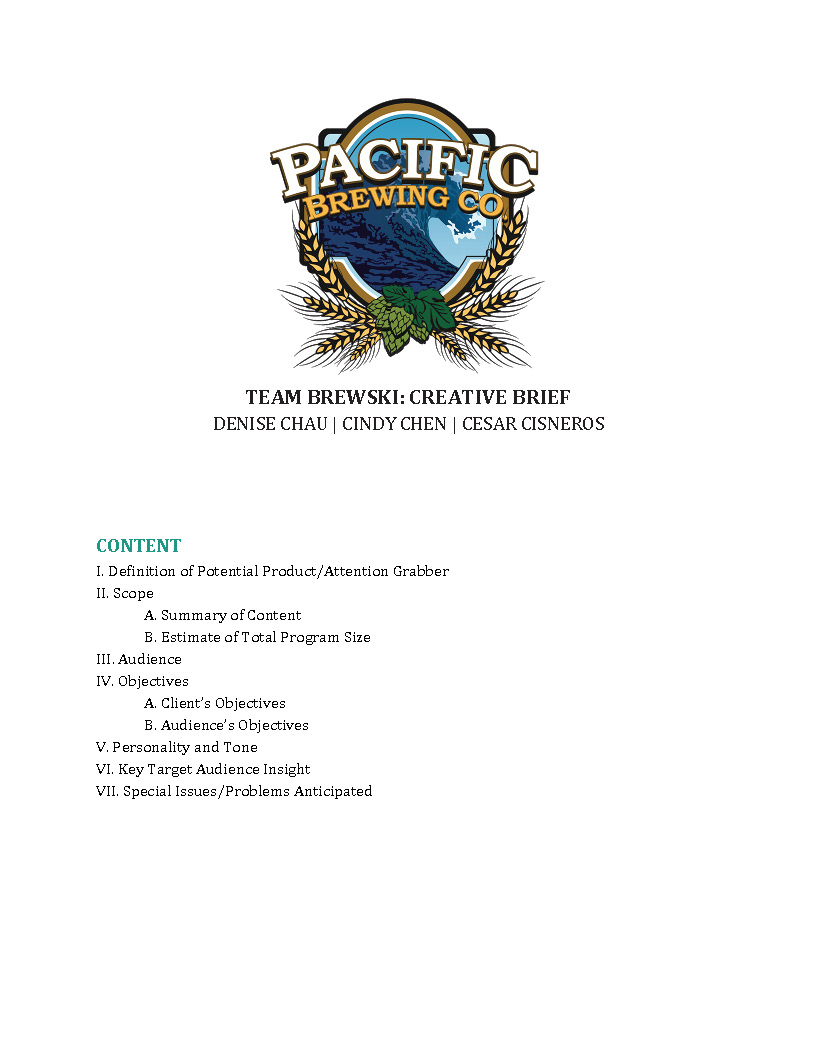 PACIFIC
BREWING CO.
TEAM BREWSKI: CREATIVE BRIEF
DENISE CHAU | CINDY CHEN | CESAR CISNEROS
CONTENT
I. Definition of Potential Product/Attention Grabber
II. Scope
A. Summary of Content
B. Estimate of Total Program Size
III. Audience
IV. Objectives
A. Client’s Objectives
B. Audience’s Objectives
V. Personality and Tone
VI. Key Target Audience Insight
VII. Special Issues/Problems Anticipated